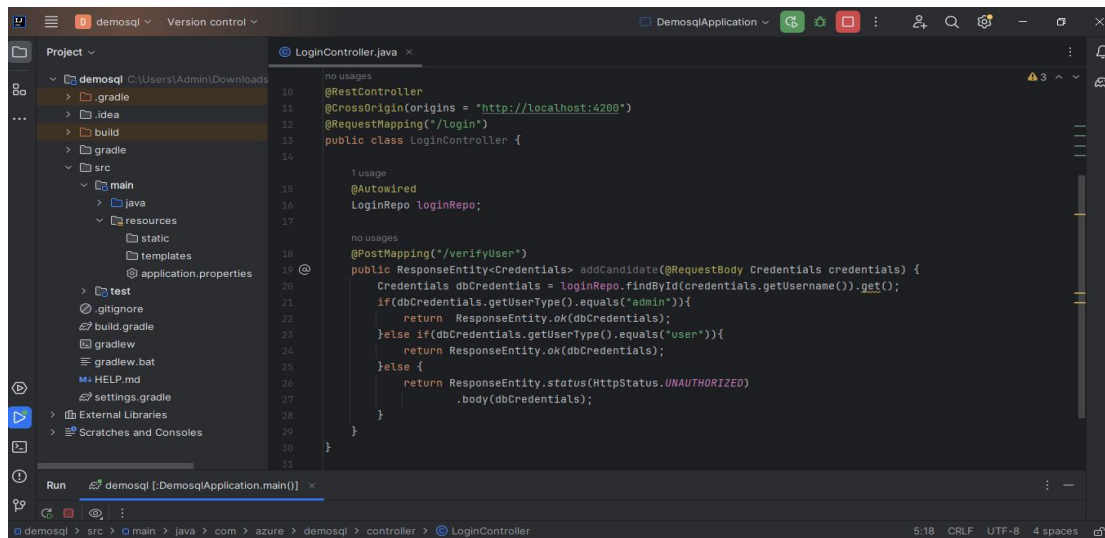 demosql
Version control
DemosqlApplication
Project
LoginController.java
demosql C:\Users\Admin\Downloads
.gradle
.idea
build
gradle
src
main
java
resources
static
templates
application.properties
test
.gitignore
build.gradle
gradlew
gradlew.bat
HELP.md
settings.gradle
External Libraries
Scratches and Consoles
3
no usages
10 @RestController
11 @CrossOrigin(origins = "http://localhost:4200")
12 @RequestMapping("/login")
13 public class LoginController {
14
1 usage
15 @Autowired
16 LoginRepo loginRepo;
17
no usages
18 @PostMapping("/verifyUser")
19 public ResponseEntity<Credentials> addCandidate(@RequestBody Credentials credentials) {
20 Credentials dbCredentials = loginRepo.findById(credentials.getUsername()).get();
21 if(dbCredentials.getUserType().equals("admin")){
22 return ResponseEntity.ok(dbCredentials);
23 }else if(dbCredentials.getUserType().equals("user")){
24 return ResponseEntity.ok(dbCredentials);
25 }else {
26 return ResponseEntity.status(HttpStatus.UNAUTHORIZED)
27 .body(dbCredentials);
28 }
29 }
30 }
31
Run demosql [:DemosqlApplication.main()]
demosql > src > main > java > com > azure > demosql > controller > LoginController
5:18 CRLF UTF-8 4 spaces